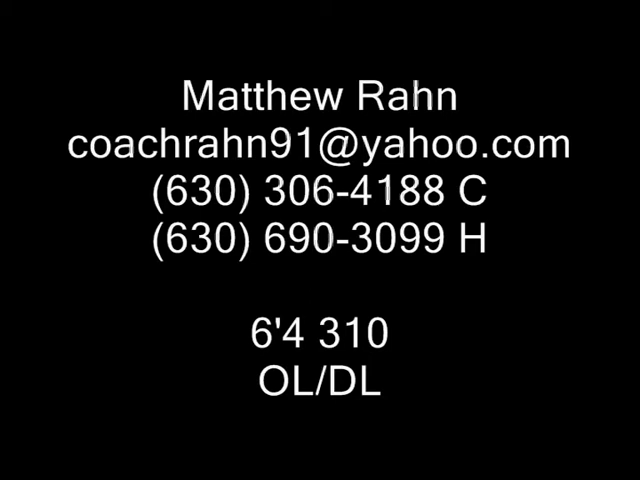 Matthew Rahn
coachrahn91@yahoo.com
(630) 306-4188 C
(630) 690-3099 H
6'4 310
OL/DL